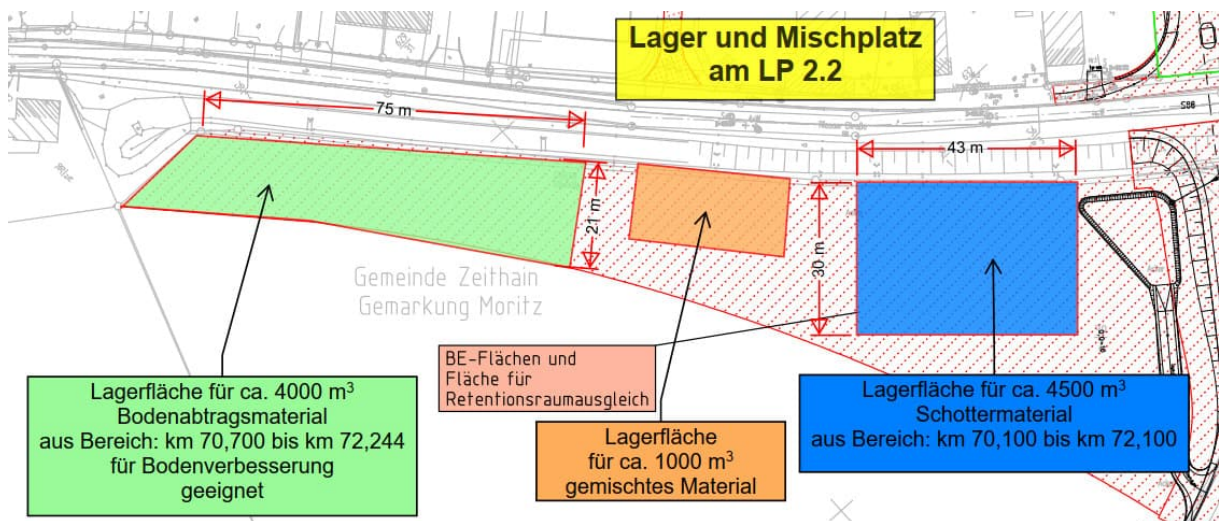 Lager und Mischplatz
am LP 2.2
75 m
43 m
21 m
30 m
Gemeinde Zeithain
Gemarkung Moritz
BE-Flächen und
Fläche für
Retentionsraumausgleich
Lagerfläche für ca. 4000 m³
Bodenabtragsmaterial
aus Bereich: km 70,700 bis km 72,244
für Bodenverbesserung
geeignet
Lagerfläche
für ca. 1000 m³
gemischtes Material
Lagerfläche für ca. 4500 m³
Schottermaterial
aus Bereich: km 70,100 bis km 72,100